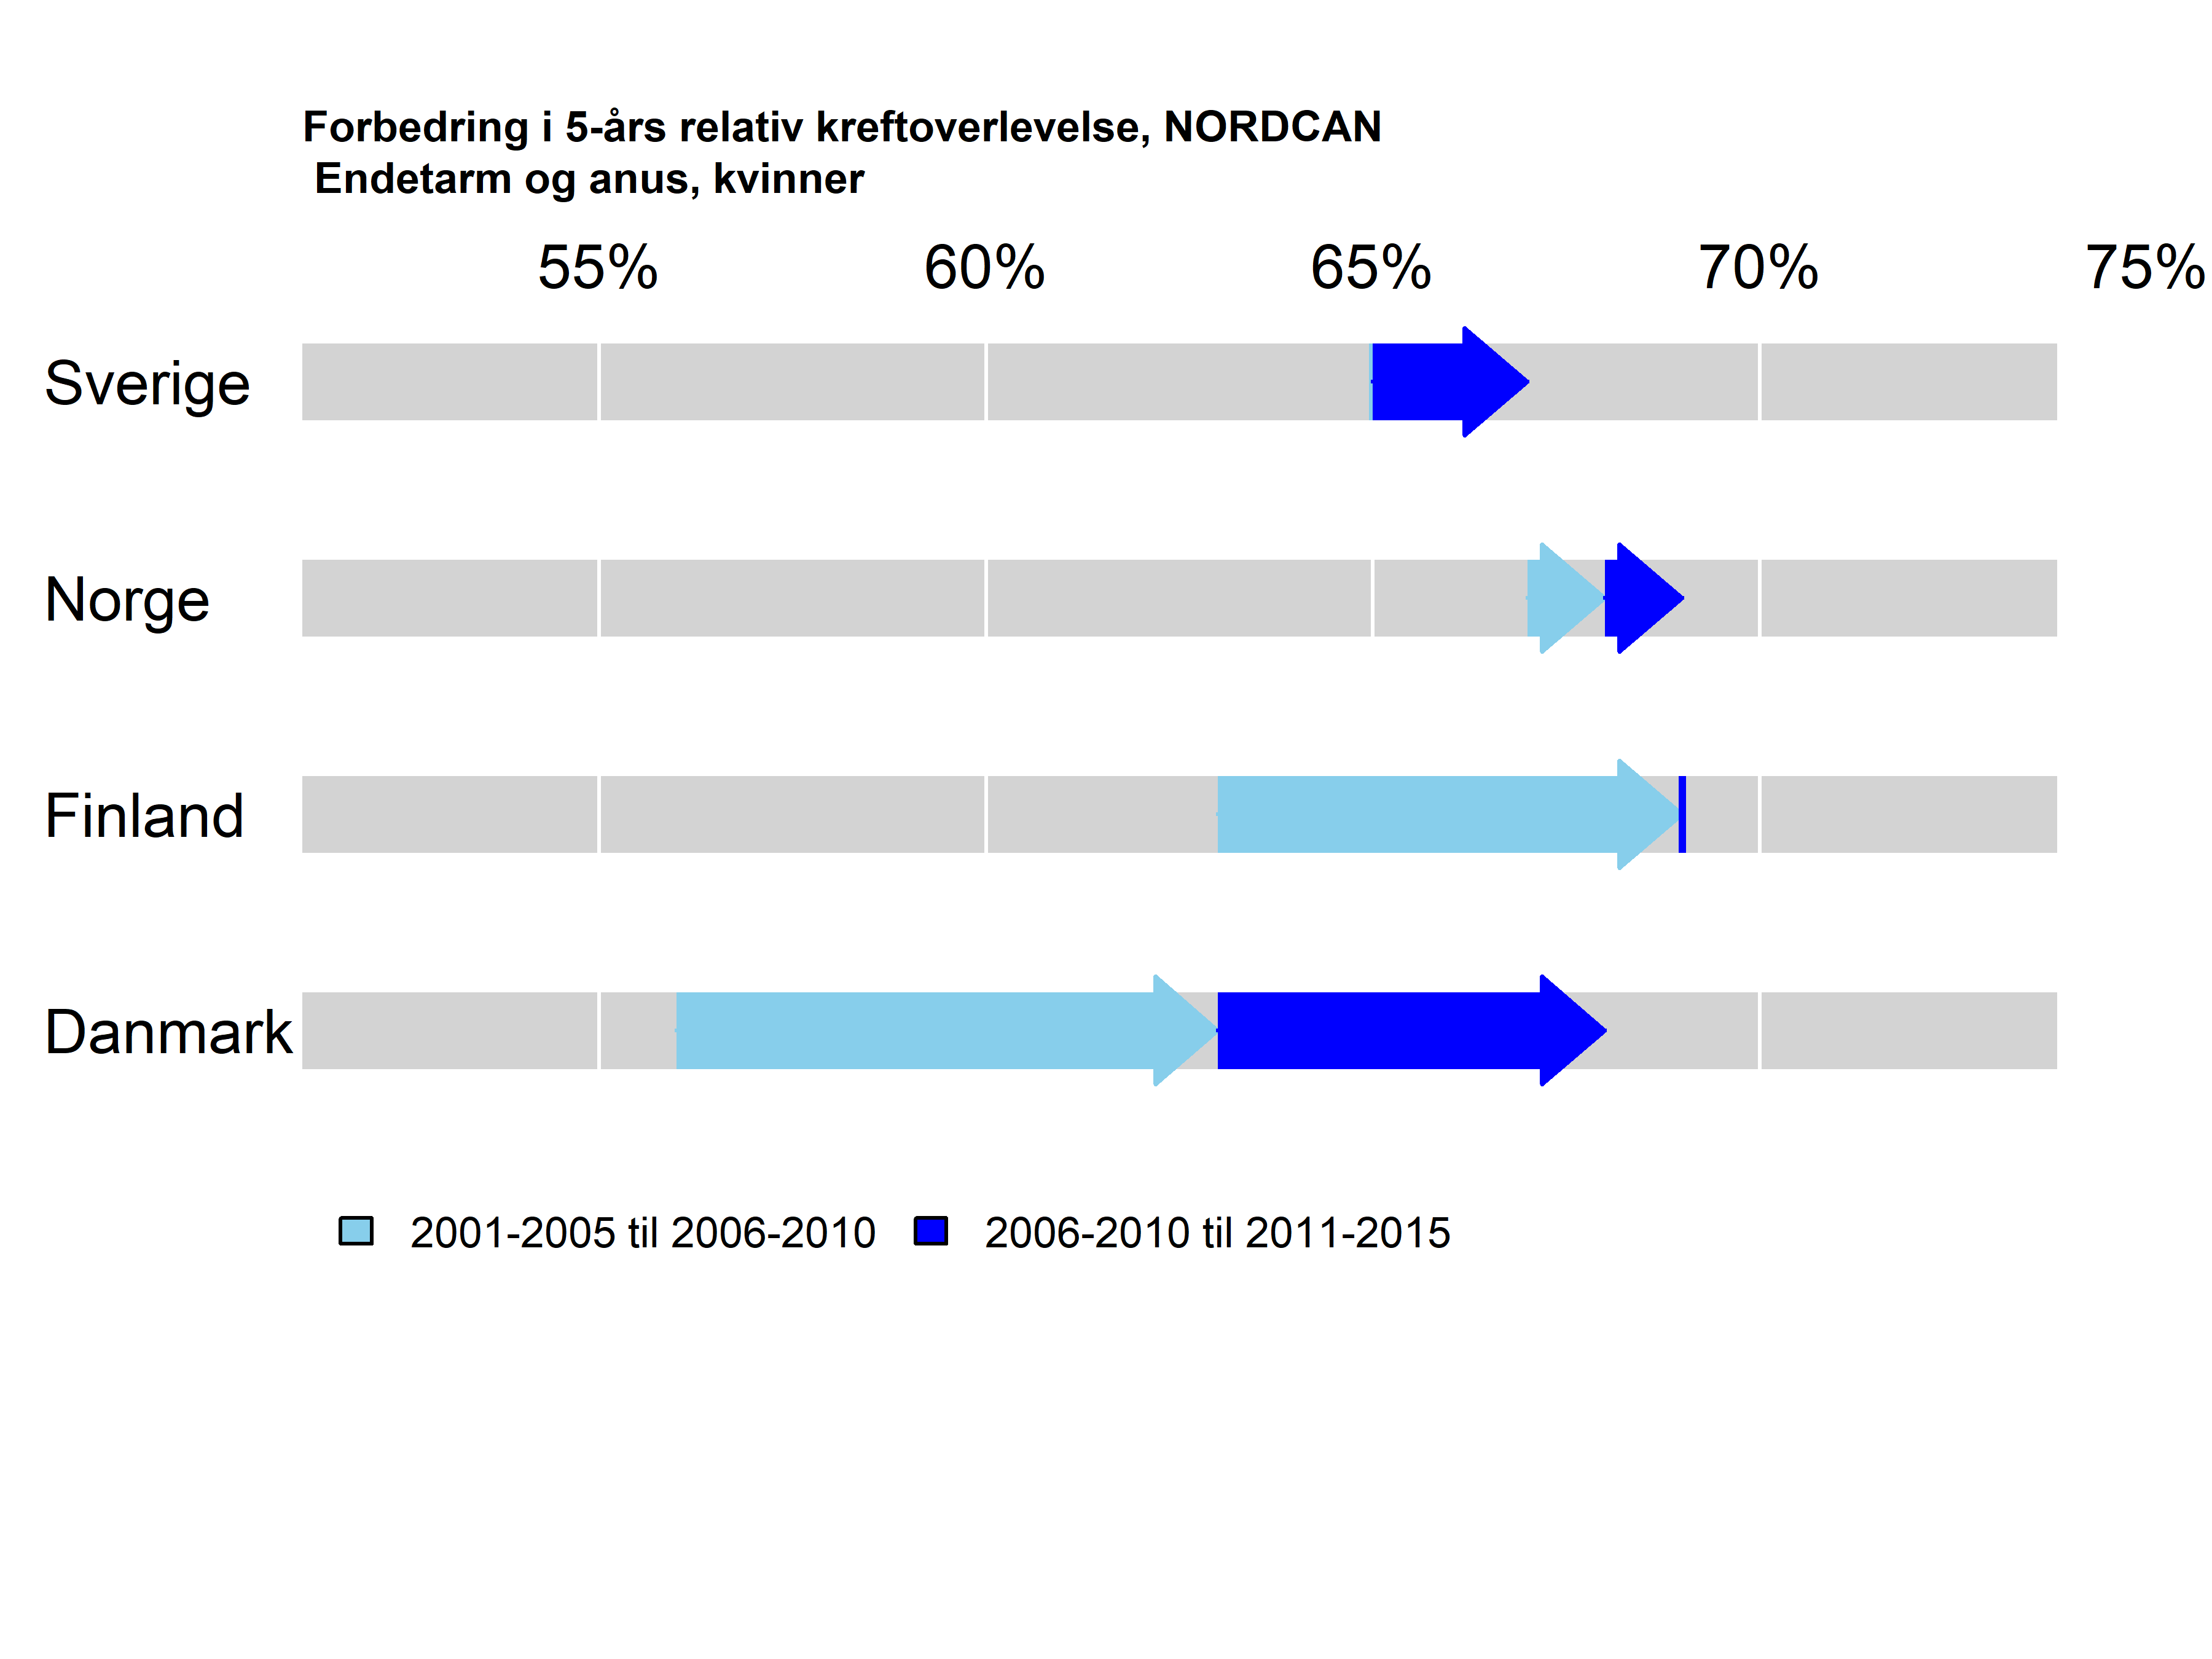 Forbedring i 5-års relativ kreftoverlevelse, NORDCAN
Endetarm og anus, kvinner
55% 60% 65% 70% 75%
Sverige
Norge
Finland
Danmark
2001-2005 til 2006-2010 2006-2010 til 2011-2015